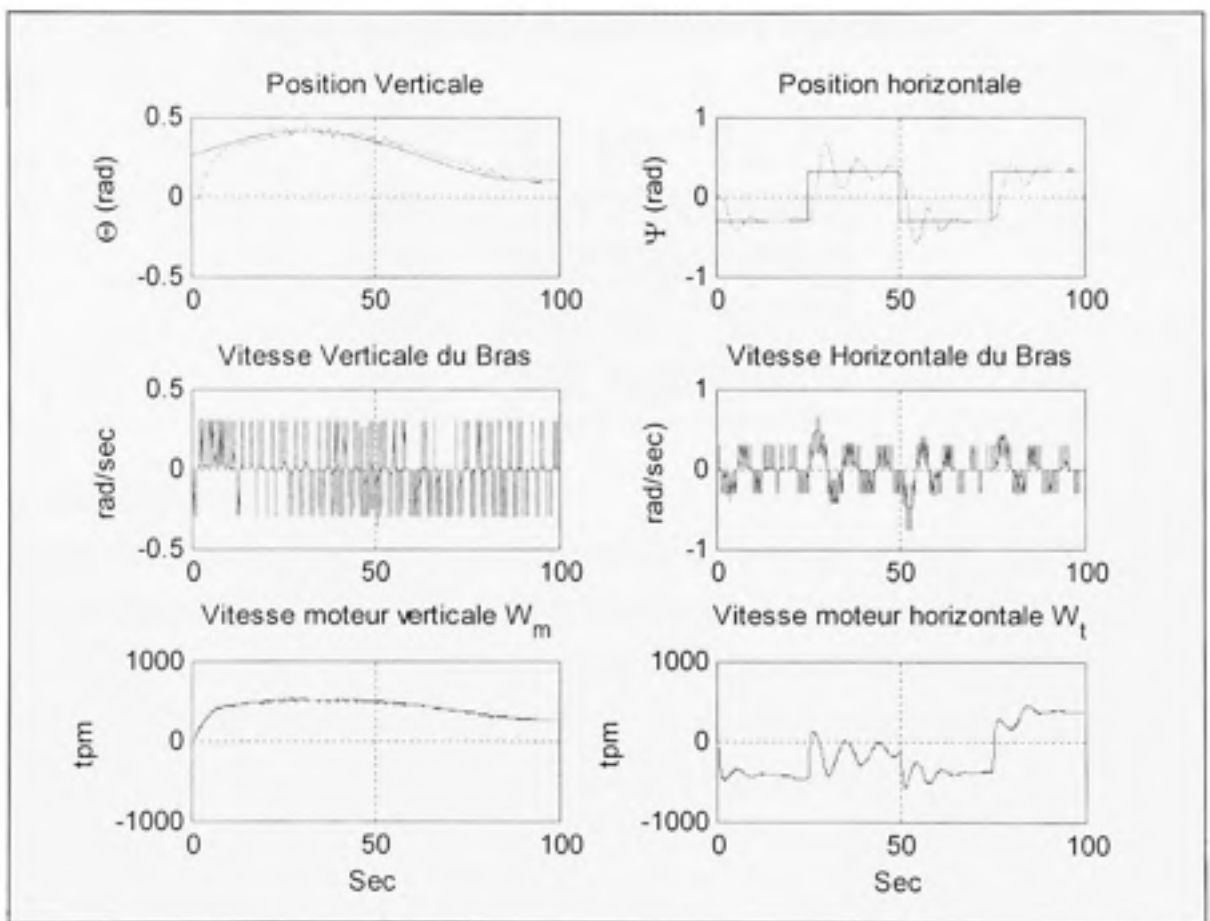 Position Verticale
0.5
0
-0.5
Θ (rad)
0
50
100
Position horizontale
1
0
-1
Ψ (rad)
0
50
100
Vitesse Verticale du Bras
0.5
0
-0.5
rad/sec
0
50
100
Vitesse Horizontale du Bras
1
0
-1
rad/sec)
0
50
100
Vitesse moteur verticale W_m
1000
0
-1000
tpm
0
50
100
Sec
Vitesse moteur horizontale W_t
1000
0
-1000
tpm
0
50
100
Sec